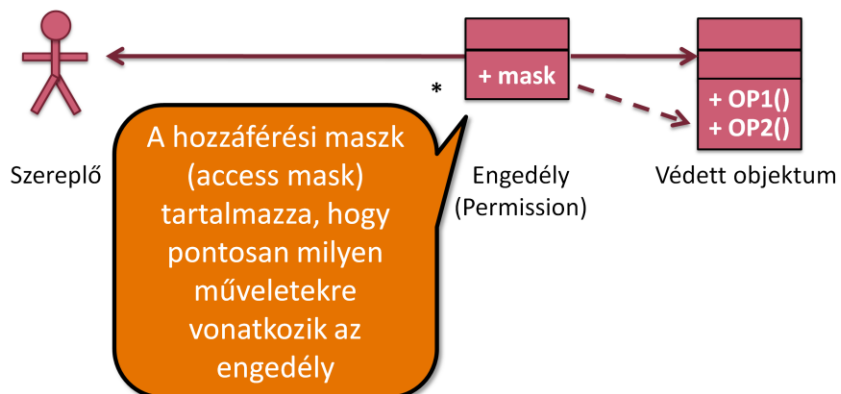 + mask
*
+ OP1()
+ OP2()
A hozzáférési maszk
(access mask)
tartalmazza, hogy
pontosan milyen
műveletekre
vonatkozik az
engedély
Szereplő
Engedély
(Permission)
Védett objektum